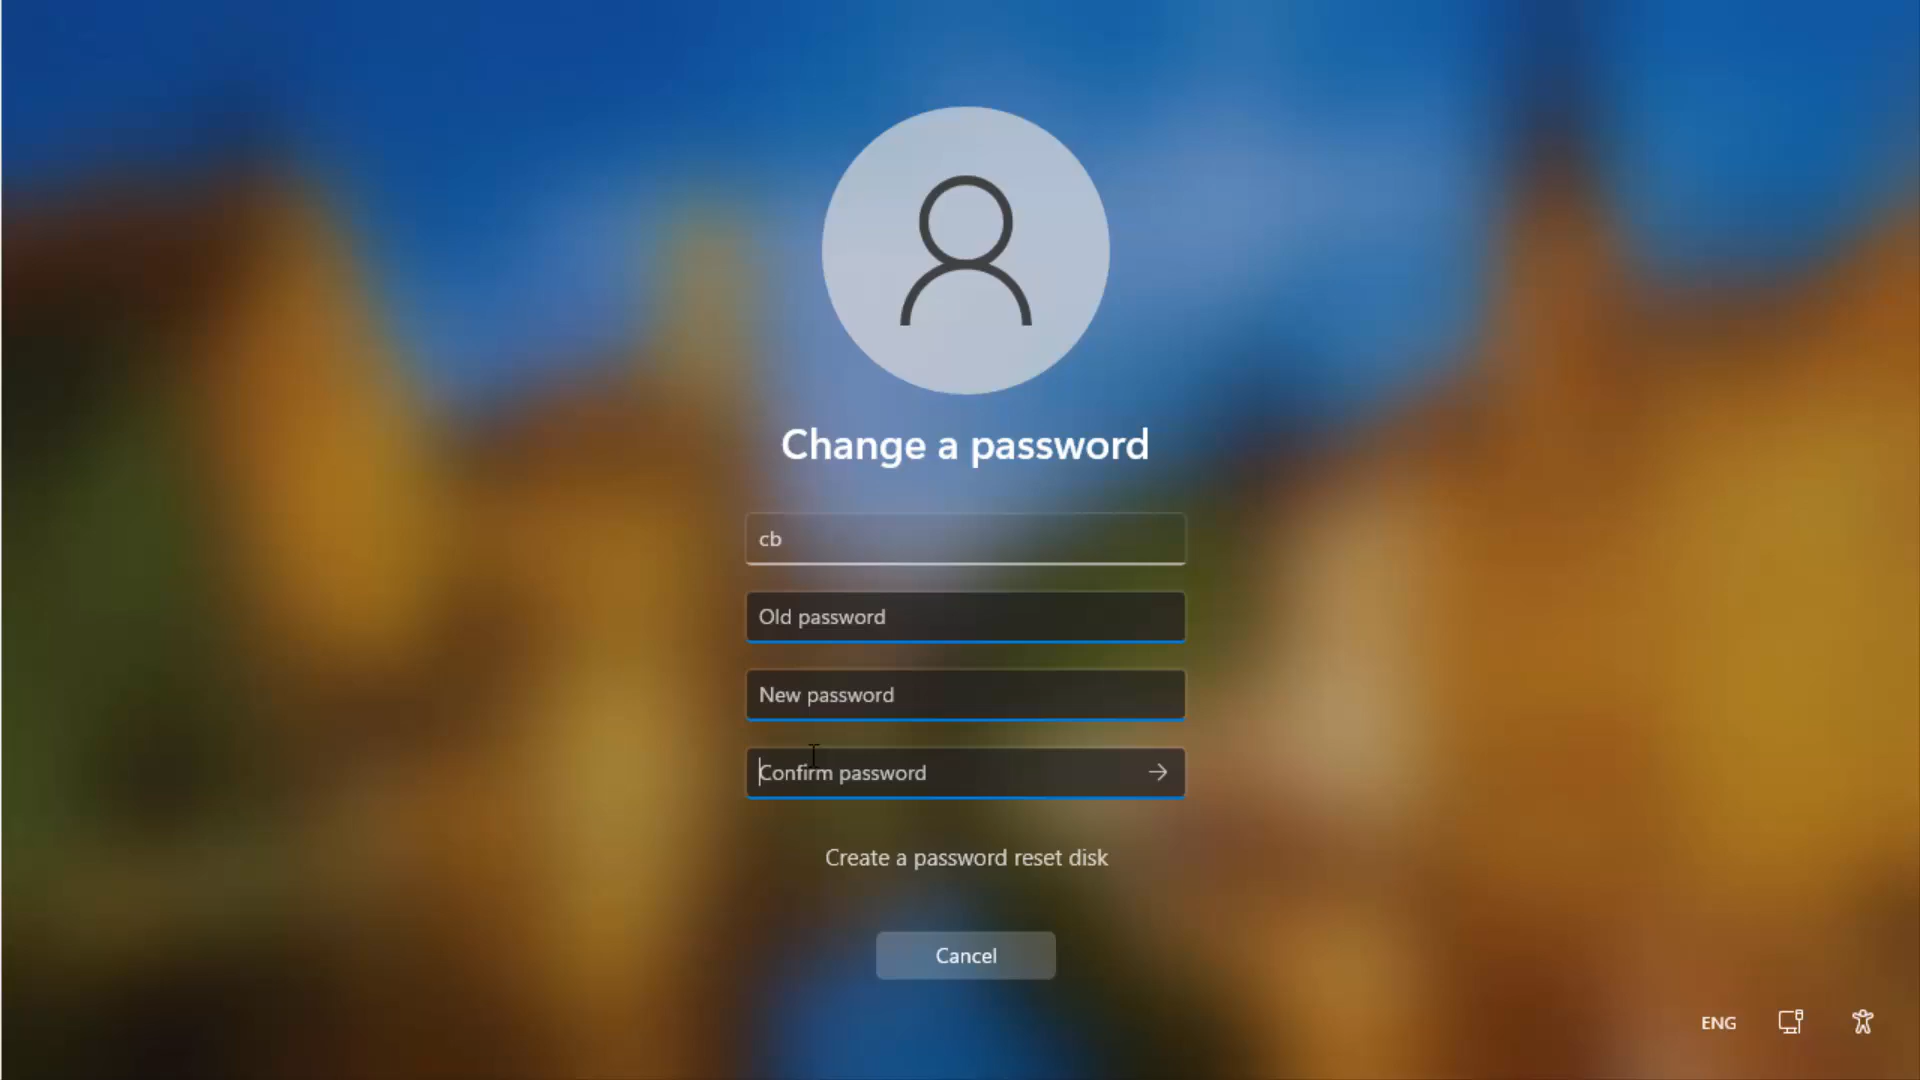 Change a password
cb
Old password
New password
Confirm password
Create a password reset disk
Cancel
ENG